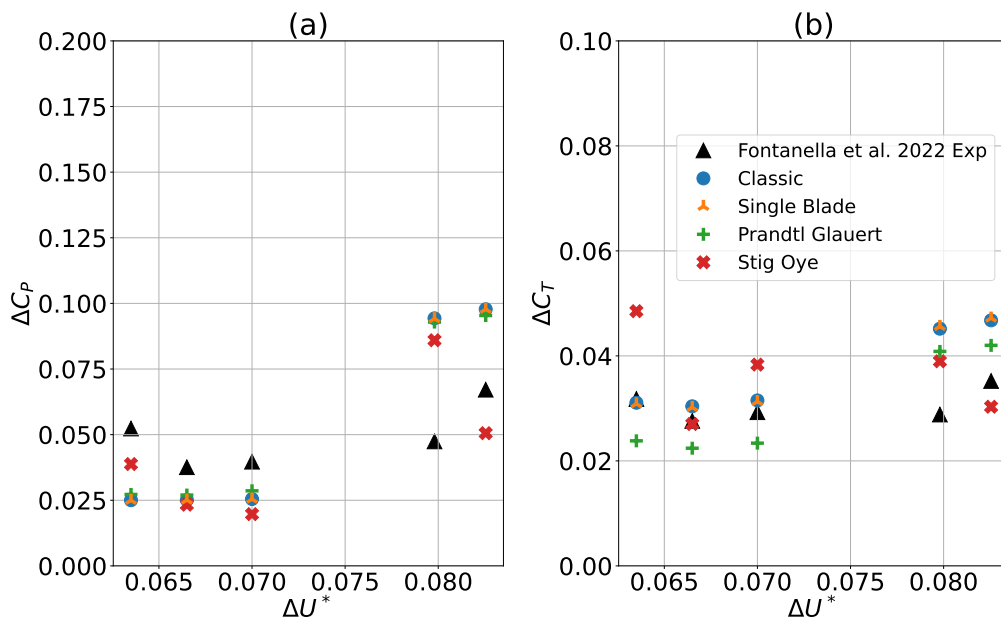 (a)
0.200
0.175
0.150
0.125
0.100
0.075
0.050
0.025
0.000
ΔC_P
0.065 0.070 0.075 0.080
ΔU*
(b)
0.10
0.08
0.06
0.04
0.02
0.00
ΔC_T
Fontanella et al. 2022 Exp
Classic
Single Blade
Prandtl Glauert
Stig Oye
0.065 0.070 0.075 0.080
ΔU*